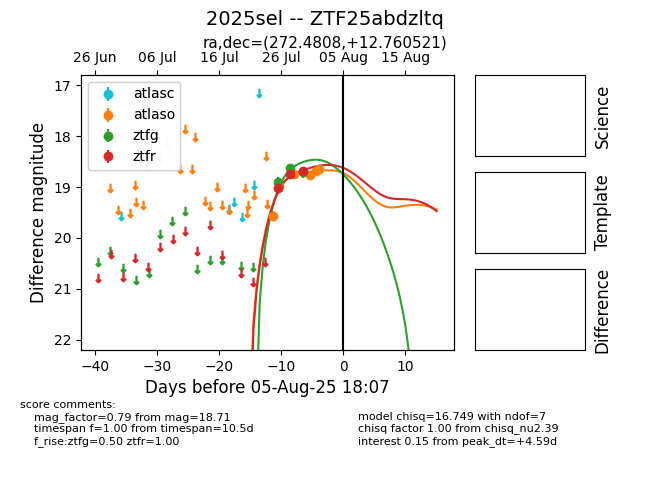 2025sel -- ZTF25abdzltq
ra,dec=(272.4808,+12.760521)
26 Jun 06 Jul 16 Jul 26 Jul 05 Aug 15 Aug
17
18
19
20
21
22
Difference magnitude
atlasc
atlaso
ztfg
ztfr
Science
Template
Difference
−40 −30 −20 −10 0 10
Days before 05-Aug-25 18:07
score comments:
mag_factor=0.79 from mag=18.71
timespan f=1.00 from timespan=10.5d
f_rise:ztfg=0.50 ztfr=1.00
model chisq=16.749 with ndof=7
chisq factor 1.00 from chisq_nu2.39
interest 0.15 from peak_dt=+4.59d